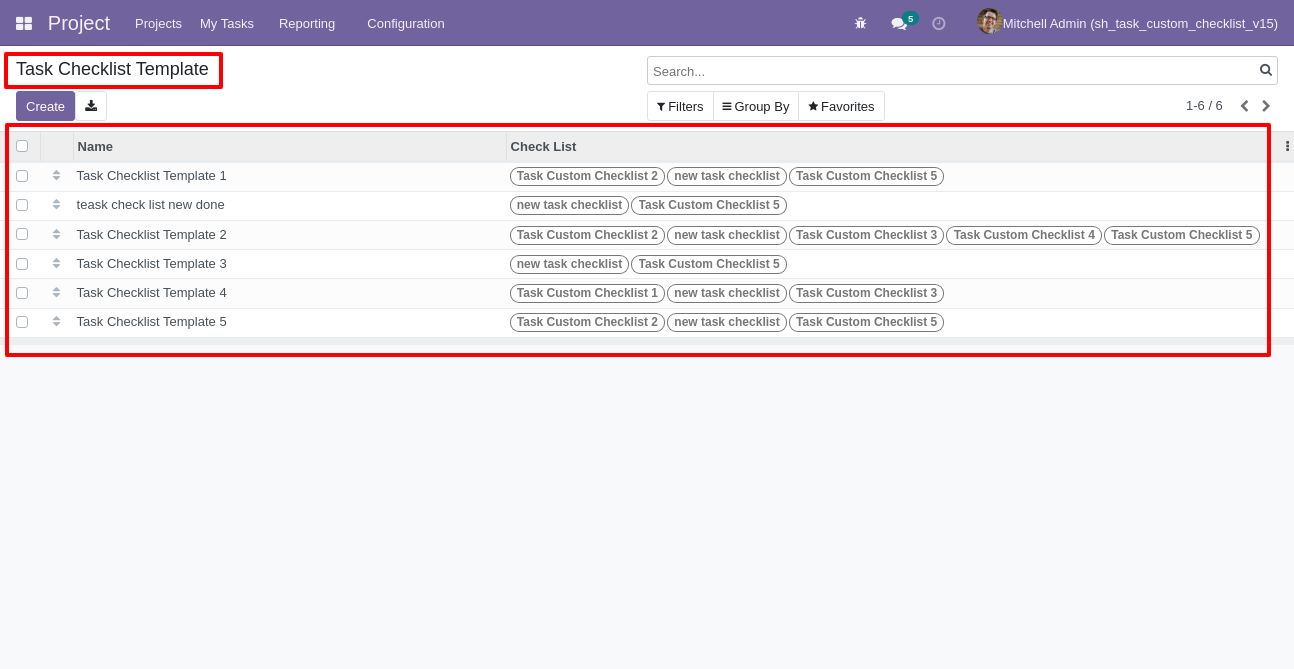 Project Projects My Tasks Reporting Configuration 5 Mitchell Admin (sh_task_custom_checklist_v15)
Task Checklist Template Search...
Create Filters Group By Favorites 1-6 / 6
Name Check List
Task Checklist Template 1 Task Custom Checklist 2 new task checklist Task Custom Checklist 5
teask check list new done new task checklist Task Custom Checklist 5
Task Checklist Template 2 Task Custom Checklist 2 new task checklist Task Custom Checklist 3 Task Custom Checklist 4 Task Custom Checklist 5
Task Checklist Template 3 new task checklist Task Custom Checklist 5
Task Checklist Template 4 Task Custom Checklist 1 new task checklist Task Custom Checklist 3
Task Checklist Template 5 Task Custom Checklist 2 new task checklist Task Custom Checklist 5